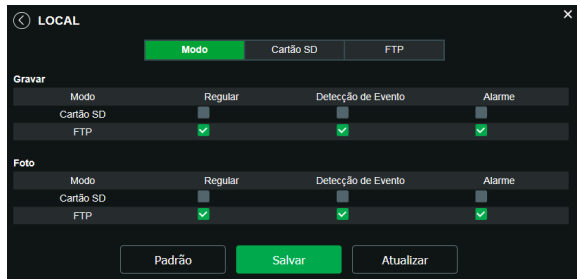 LOCAL
Modo Cartão SD FTP
Gravar
Modo Regular Detecção de Evento Alarme
Cartão SD
FTP
Foto
Modo Regular Detecção de Evento Alarme
Cartão SD
FTP
Padrão Salvar Atualizar